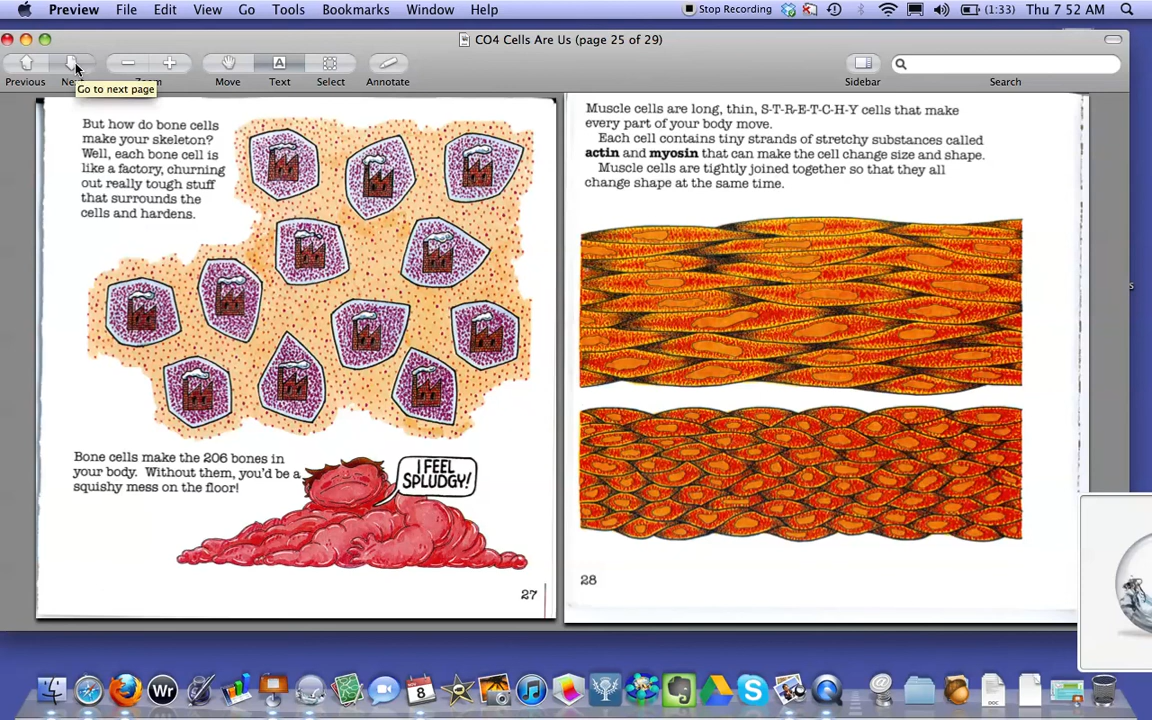 Preview File Edit View Go Tools Bookmarks Window Help Stop Recording (1:33) Thu 7 52 AM
CO4 Cells Are Us (page 25 of 29)
Previous Zoom Move Text Select Annotate Sidebar Search
Go to next page
But how do bone cells
make your skeleton?
Well, each bone cell is
like a factory, churning
out really tough stuff
that surrounds the
cells and hardens.
Bone cells make the 206 bones in
your body. Without them, you'd be a
squishy mess on the floor!
I FEEL
SPLUDGY!
27
Muscle cells are long, thin, S-T-R-E-T-C-H-Y cells that make
every part of your body move.
Each cell contains tiny strands of stretchy substances called
actin and myosin that can make the cell change size and shape.
Muscle cells are tightly joined together so that they all
change shape at the same time.
28
Wr
NOV
8
DOC